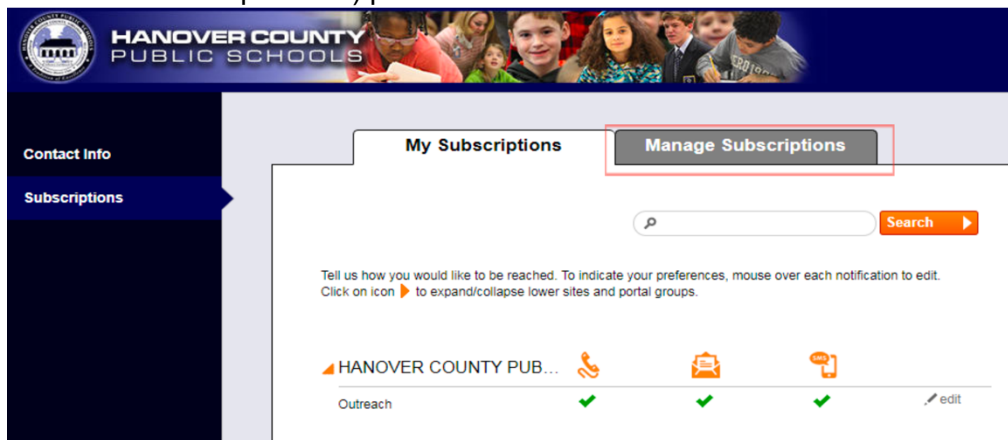 HANOVER COUNTY
PUBLIC SCHOOLS
Contact Info
Subscriptions
My Subscriptions
Manage Subscriptions
Search
Tell us how you would like to be reached. To indicate your preferences, mouse over each notification to edit.
Click on icon to expand/collapse lower sites and portal groups.
HANOVER COUNTY PUB...
SMS
Outreach
edit